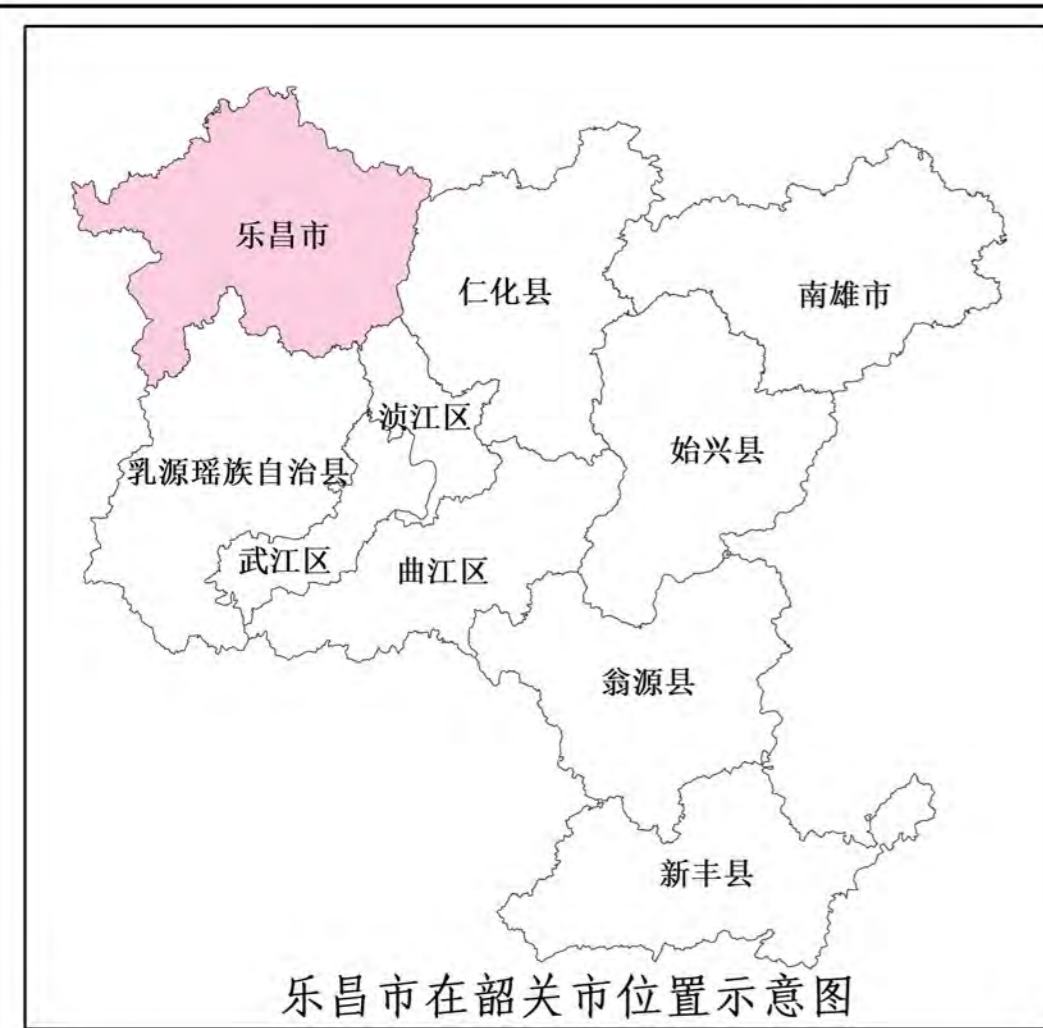 乐昌市
仁化县
南雄市
浈江区
始兴县
乳源瑶族自治县
武江区
曲江区
翁源县
新丰县
乐昌市在韶关市位置示意图